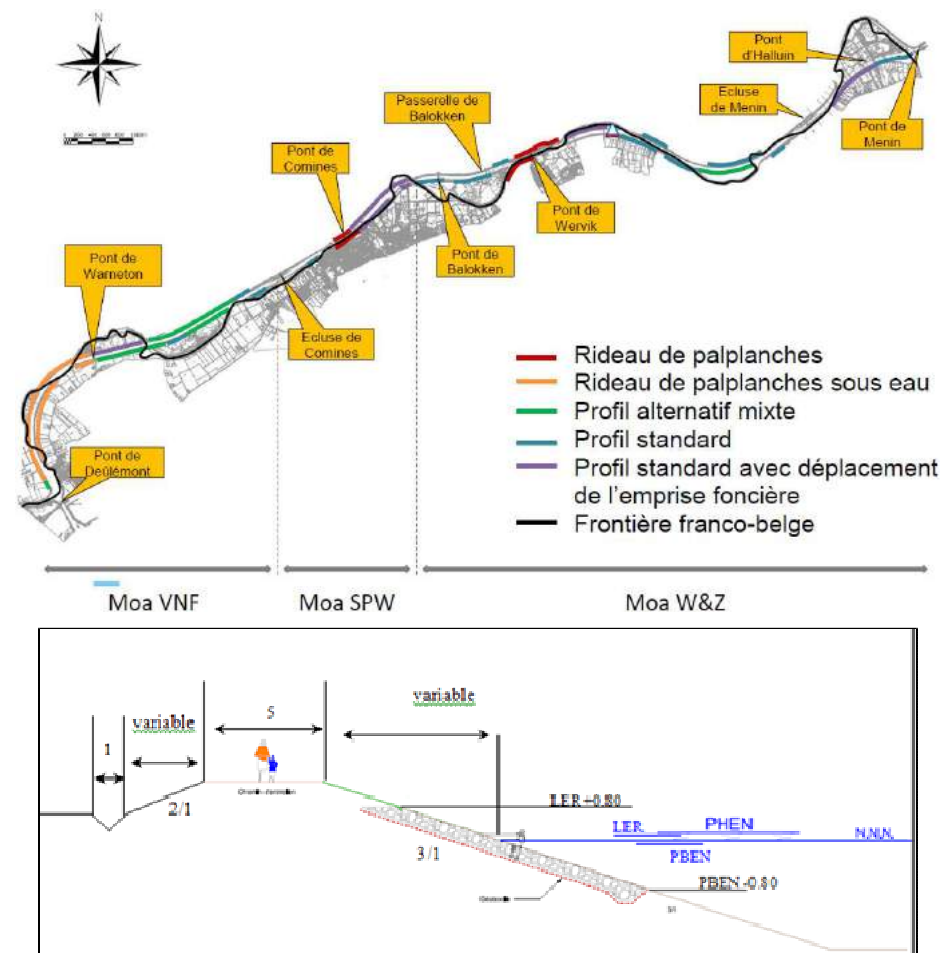 N
Pont
d'Halluin
Passerelle de
Balokken
Ecluse
de Menin
Pont de
Menin
Pont de
Comines
Pont de
Wervik
Pont de
Balokken
Pont de
Warneton
Ecluse de
Comines
Pont de
Deûlémont
Rideau de palplanches
Rideau de palplanches sous eau
Profil alternatif mixte
Profil standard
Profil standard avec déplacement
de l'emprise foncière
Frontière franco-belge
Moa VNF
Moa SPW
Moa W&Z
variable
5
variable
1
2/1
3/1
LER +0.80
LER
PHEN
N.N.N.
PBEN
PBEN -0.80